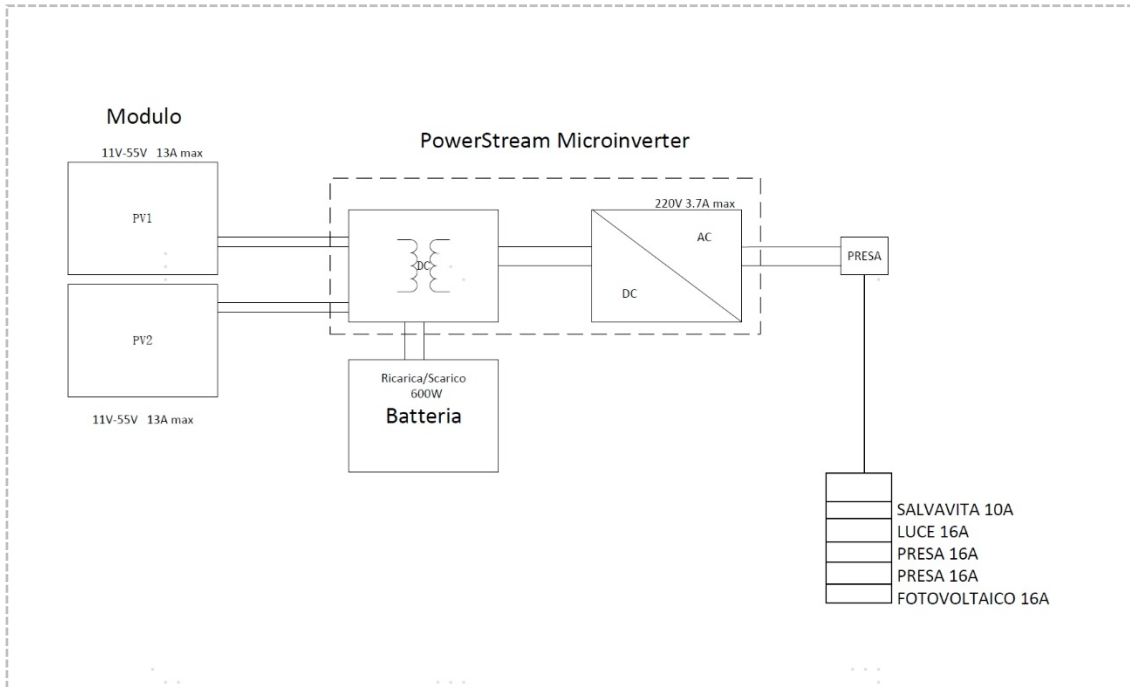 Modulo
11V-55V 13A max
PV1
PV2
11V-55V 13A max
PowerStream Microinverter
DC
220V 3.7A max
AC
DC
Ricarica/Scarico
600W
Batteria
PRESA
SALVAVITA 10A
LUCE 16A
PRESA 16A
PRESA 16A
FOTOVOLTAICO 16A